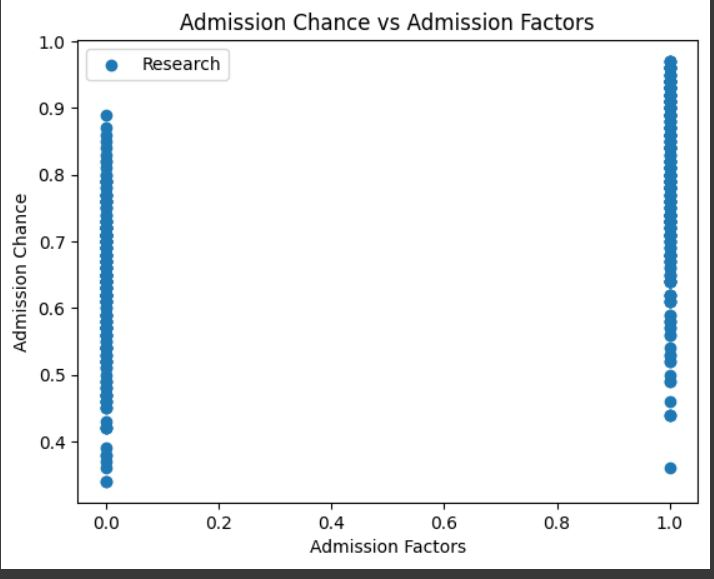 Admission Chance vs Admission Factors
Research
Admission Chance
1.0
0.9
0.8
0.7
0.6
0.5
0.4
0.0 0.2 0.4 0.6 0.8 1.0
Admission Factors